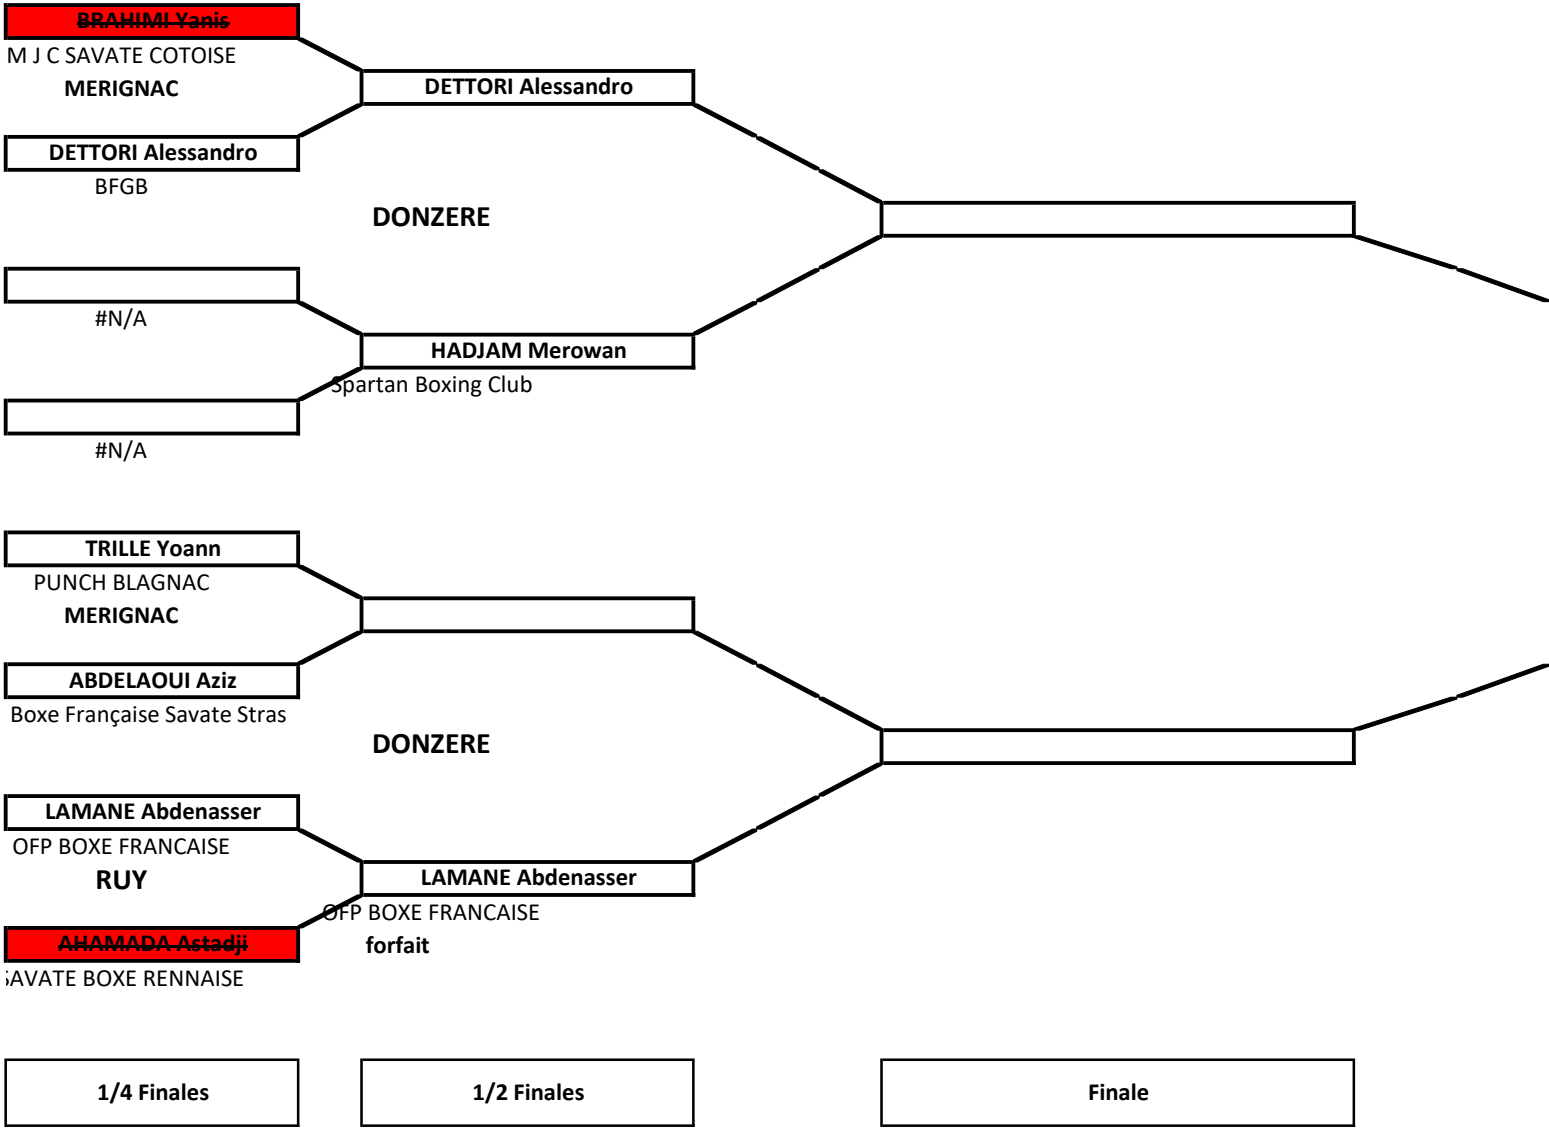 BRAHIMI Yanis
M J C SAVATE COTOISE
MERIGNAC
DETTORI Alessandro
DETTORI Alessandro
BFGB
DONZERE
#N/A
HADJAM Merowan
Spartan Boxing Club
#N/A
TRILLE Yoann
PUNCH BLAGNAC
MERIGNAC
ABDELAOUI Aziz
Boxe Française Savate Stras
DONZERE
LAMANE Abdenasser
OFP BOXE FRANCAISE
RUY
LAMANE Abdenasser
OFP BOXE FRANCAISE
forfait
AHAMADA Astadji
SAVATE BOXE RENNAISE
1/4 Finales
1/2 Finales
Finale